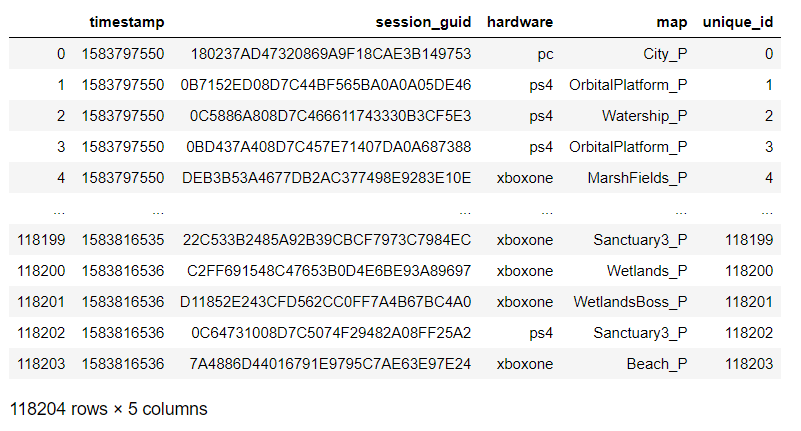 timestamp session_guid hardware map unique_id
0 1583797550 180237AD47320869A9F18CAE3B149753 pc City_P 0
1 1583797550 0B7152ED08D7C44BF565BA0A0A05DE46 ps4 OrbitalPlatform_P 1
2 1583797550 0C5886A808D7C466611743330B3CF5E3 ps4 Watership_P 2
3 1583797550 0BD437A408D7C457E71407DA0A687388 ps4 OrbitalPlatform_P 3
4 1583797550 DEB3B53A4677DB2AC377498E9283E10E xboxone MarshFields_P 4
... ... ... ... ... ...
118199 1583816535 22C533B2485A92B39CBCF7973C7984EC xboxone Sanctuary3_P 118199
118200 1583816536 C2FF691548C47653B0D4E6BE93A89697 xboxone Wetlands_P 118200
118201 1583816536 D11852E243CFD562CC0FF7A4B67BC4A0 xboxone WetlandsBoss_P 118201
118202 1583816536 0C64731008D7C5074F29482A08FF25A2 ps4 Sanctuary3_P 118202
118203 1583816536 7A4886D44016791E9795C7AE63E97E24 xboxone Beach_P 118203
118204 rows × 5 columns